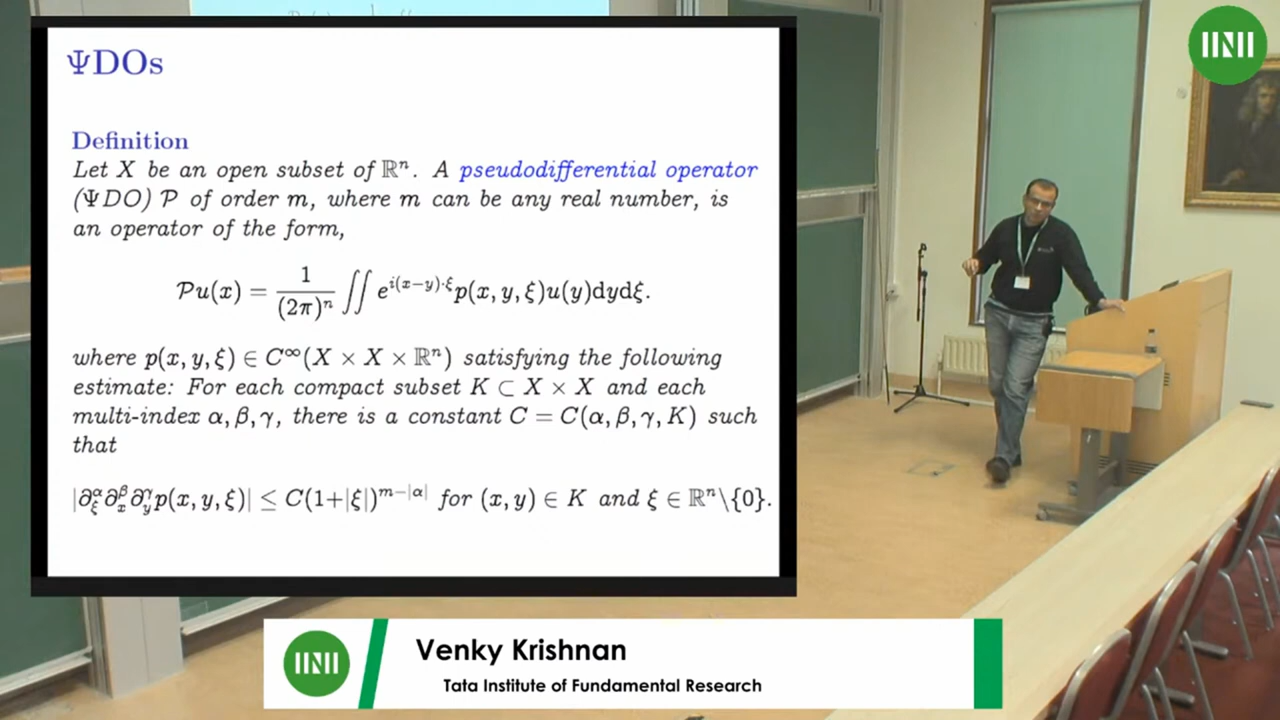 ΨDOs
Definition
Let X be an open subset of ℝⁿ. A pseudodifferential operator
(ΨDO) 𝒫 of order m, where m can be any real number, is
an operator of the form,
𝒫u(x) = 1/(2π)ⁿ ∬ e^{i(x−y)·ξ} p(x, y, ξ)u(y)dydξ.
where p(x, y, ξ) ∈ C^∞(X × X × ℝⁿ) satisfying the following
estimate: For each compact subset K ⊂ X × X and each
multi-index α, β, γ, there is a constant C = C(α, β, γ, K) such
that
|∂_ξ^α ∂_x^β ∂_y^γ p(x, y, ξ)| ≤ C(1+|ξ|)^{m−|α|} for (x, y) ∈ K and ξ ∈ ℝⁿ\{0}.
Venky Krishnan
Tata Institute of Fundamental Research